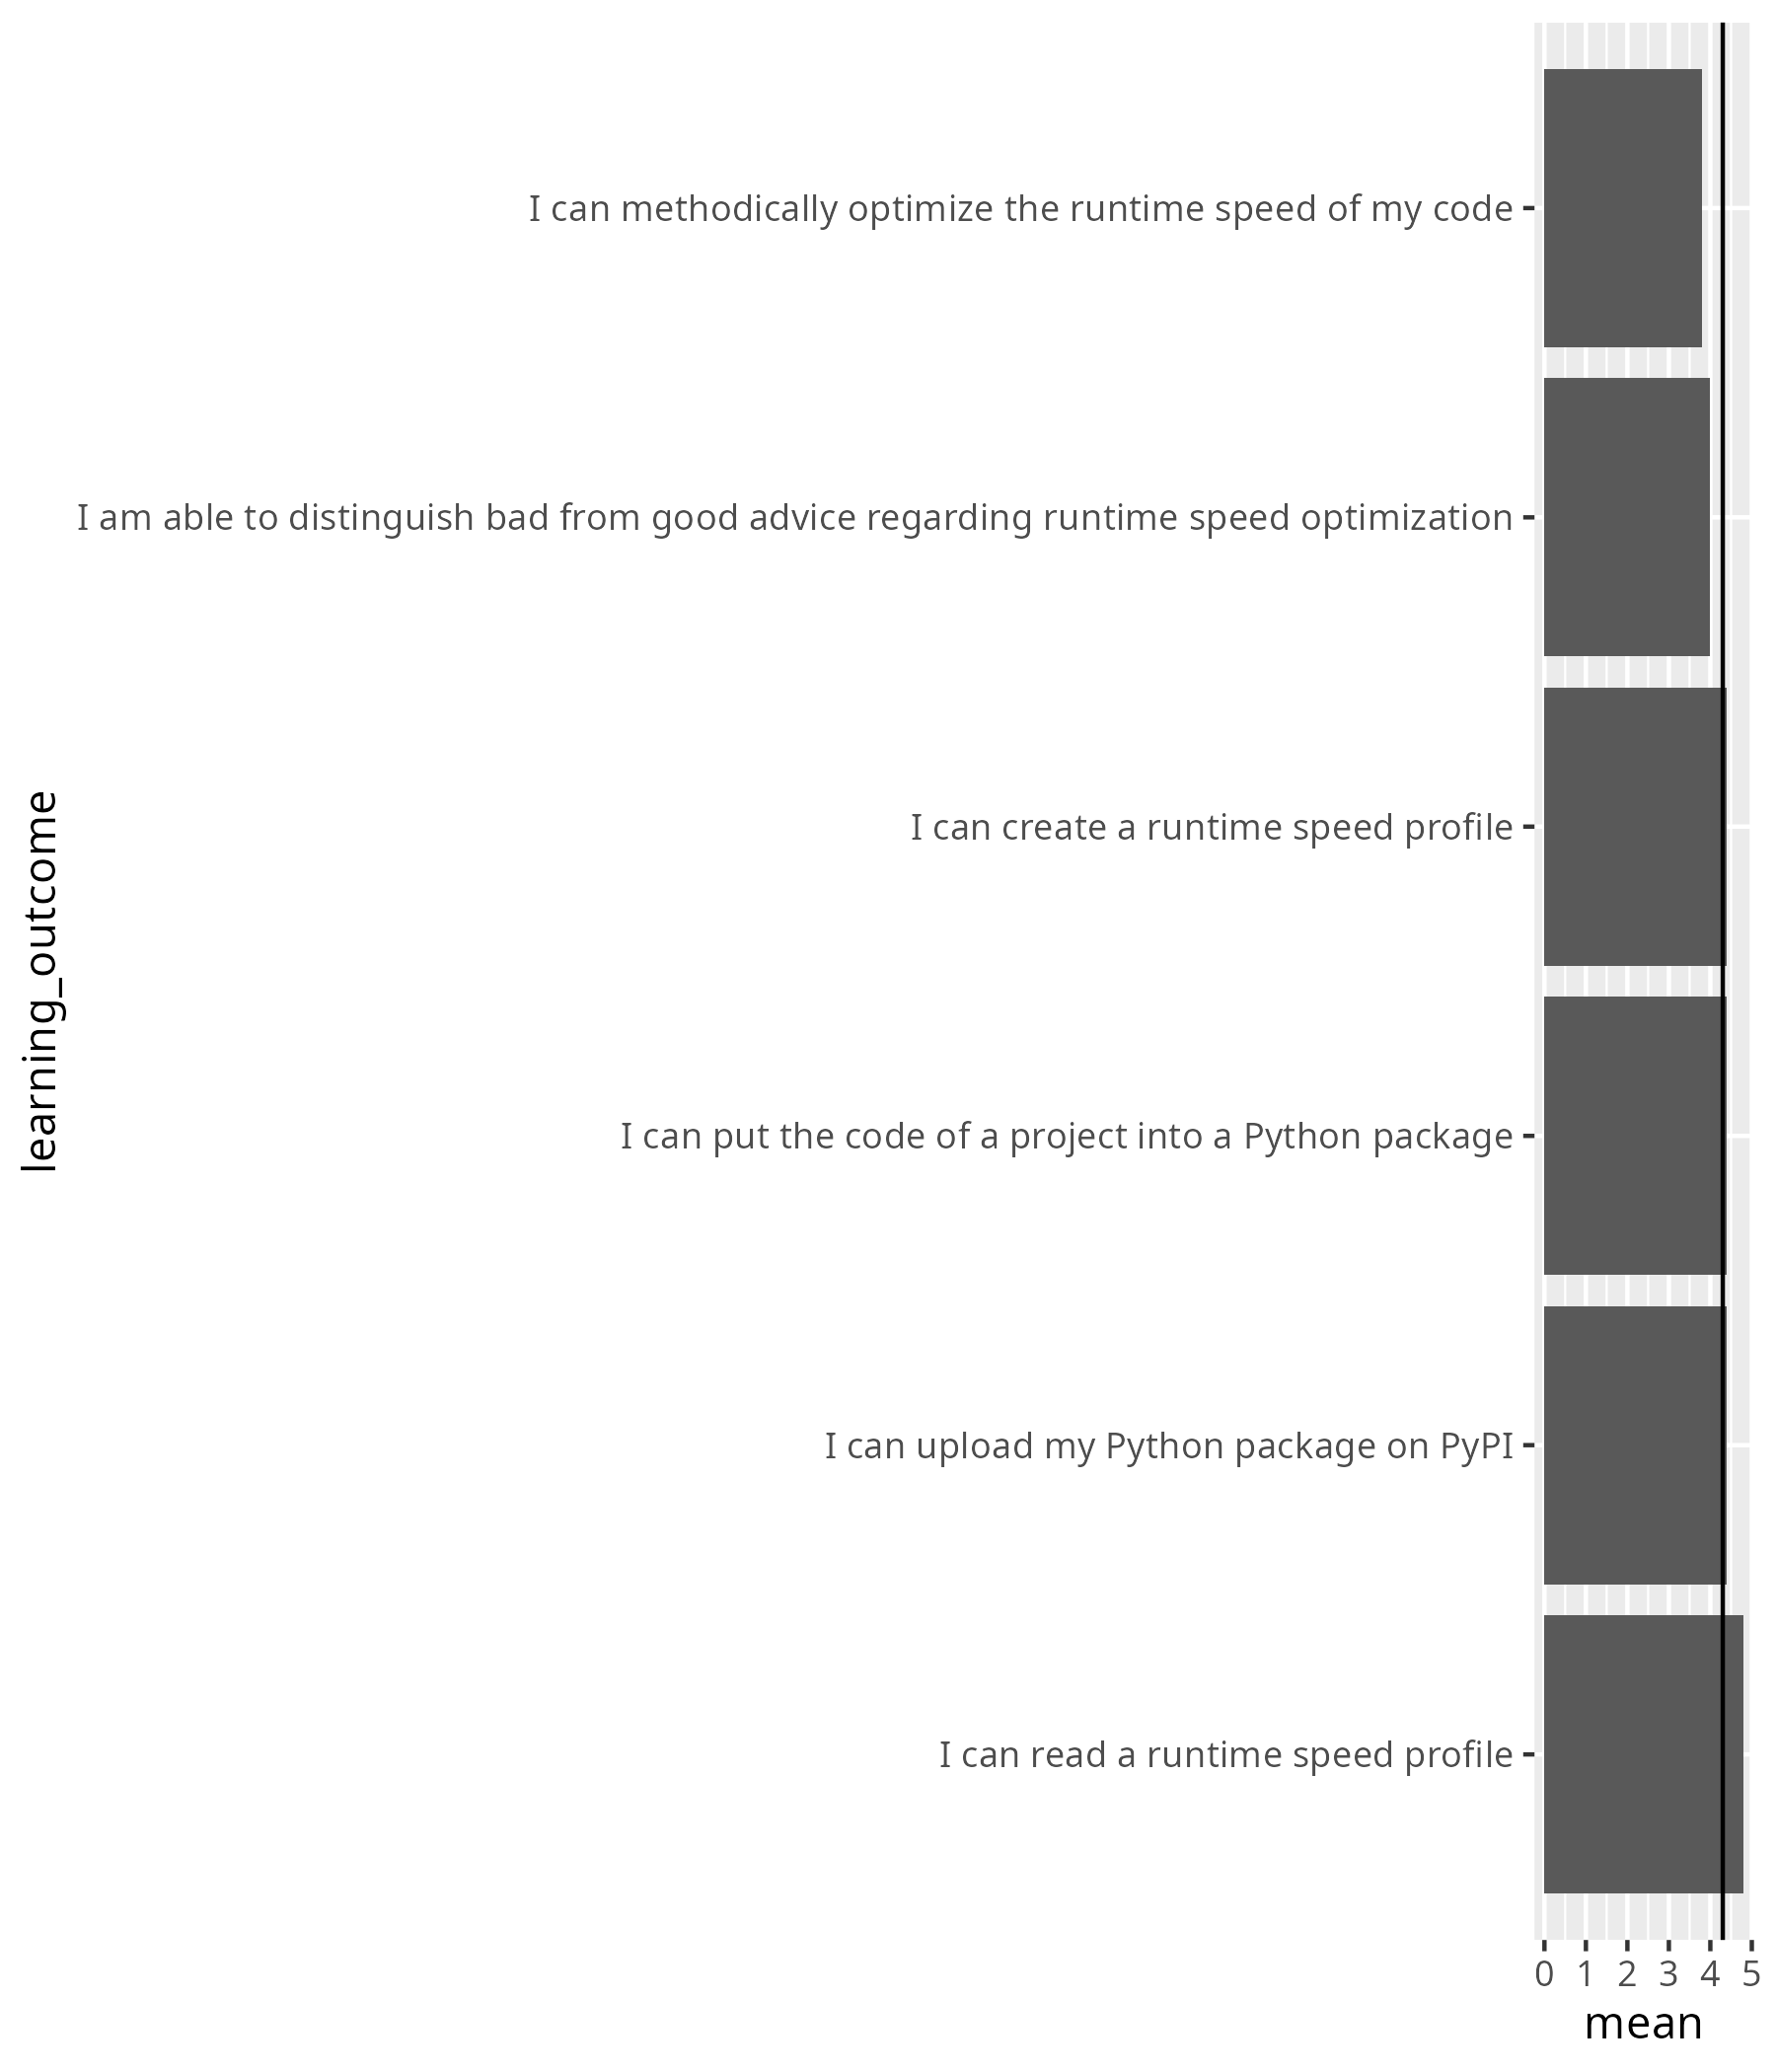 I can methodically optimize the runtime speed of my code
I am able to distinguish bad from good advice regarding runtime speed optimization
I can create a runtime speed profile
learning_outcome
I can put the code of a project into a Python package
I can upload my Python package on PyPI
I can read a runtime speed profile
0 1 2 3 4 5
mean